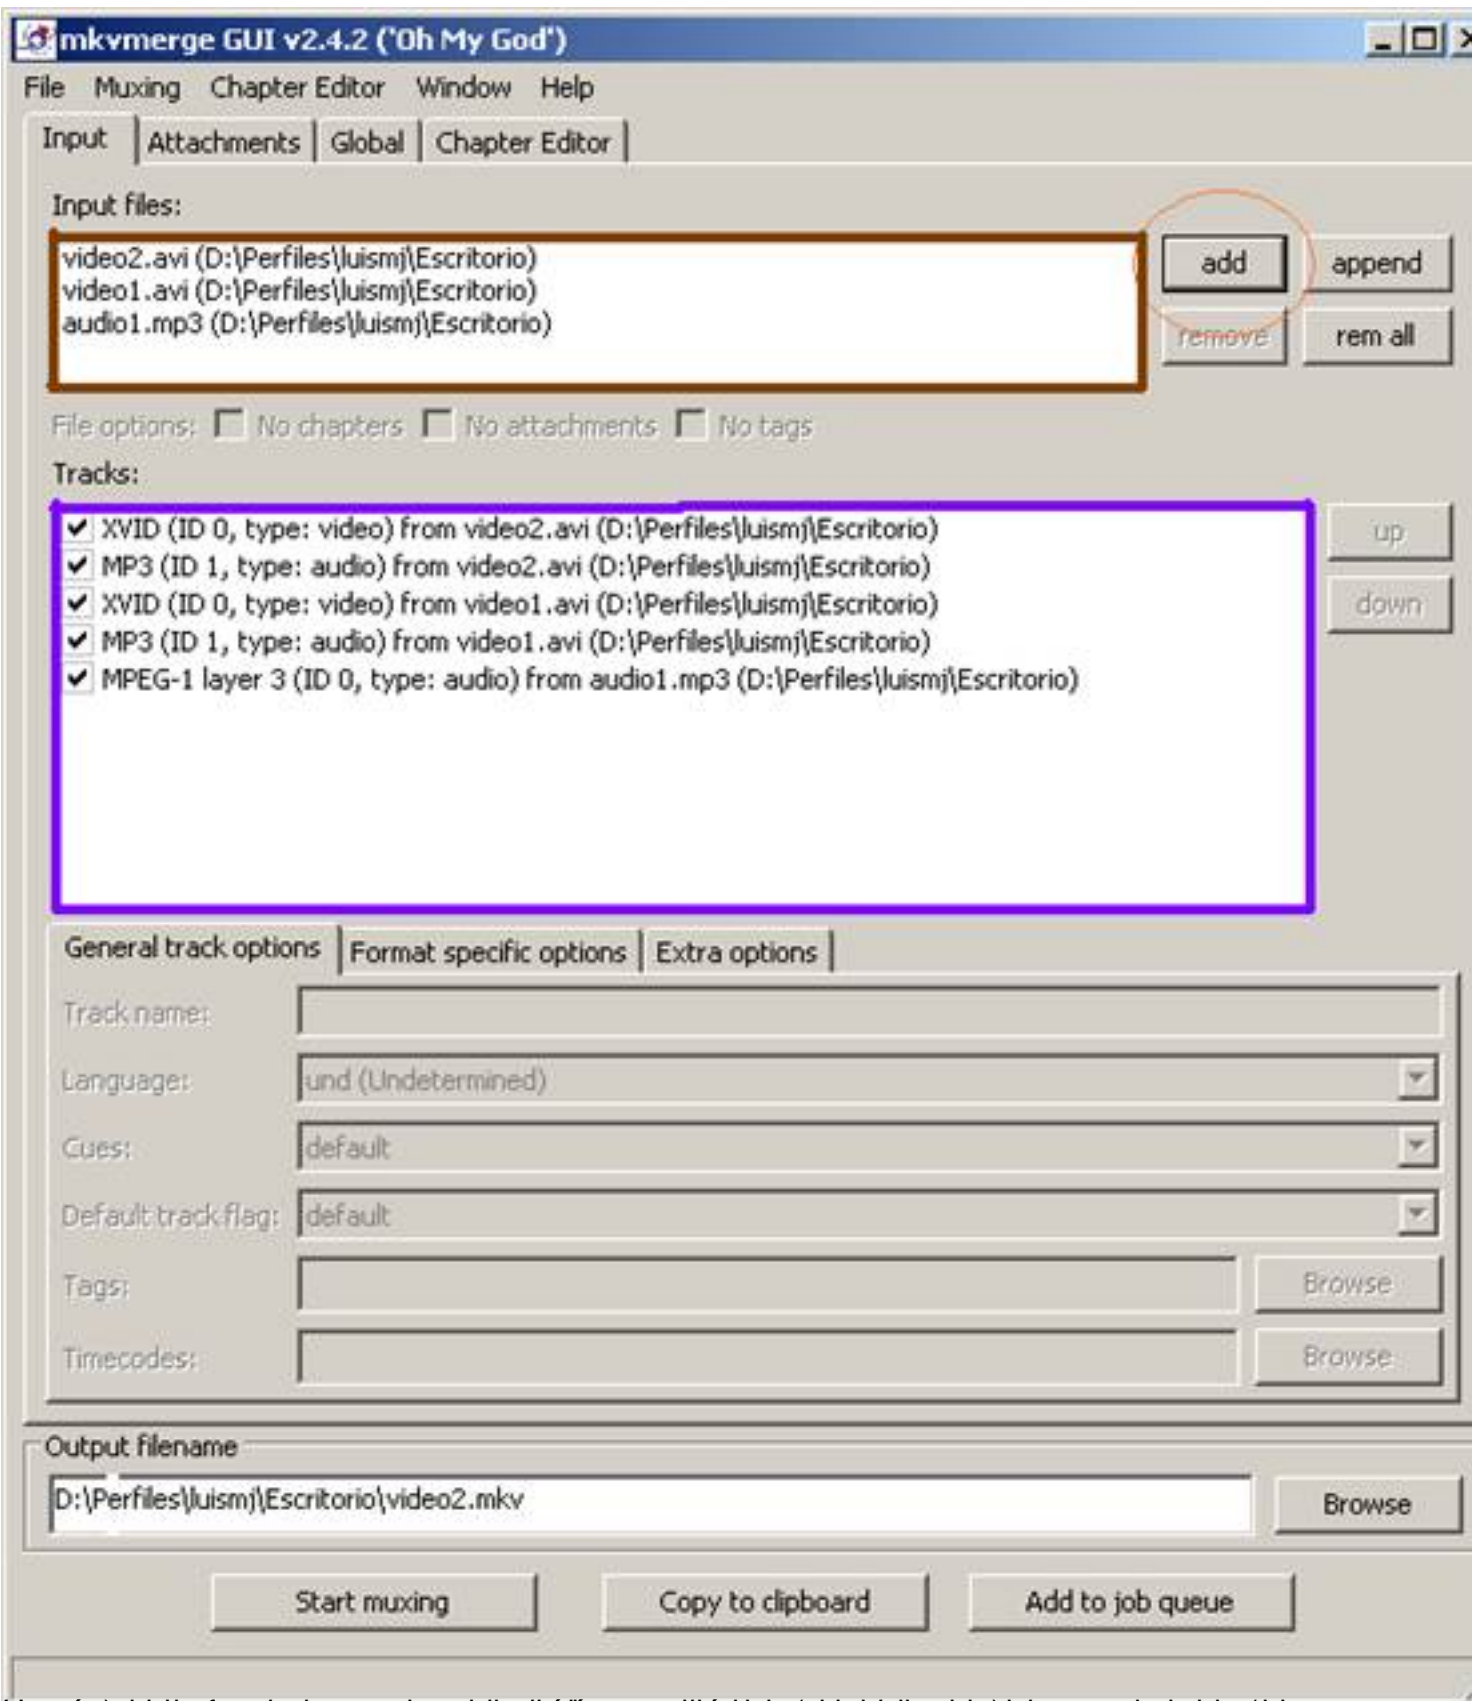 mkvmerge GUI v2.4.2 ('Oh My God')
File Muxing Chapter Editor Window Help
Input Attachments Global Chapter Editor
Input files:
video2.avi (D:\Perfiles\luismj\Escritorio)
video1.avi (D:\Perfiles\luismj\Escritorio)
audio1.mp3 (D:\Perfiles\luismj\Escritorio)
add append
remove rem all
File options: No chapters No attachments No tags
Tracks:
XVID (ID 0, type: video) from video2.avi (D:\Perfiles\luismj\Escritorio)
MP3 (ID 1, type: audio) from video2.avi (D:\Perfiles\luismj\Escritorio)
XVID (ID 0, type: video) from video1.avi (D:\Perfiles\luismj\Escritorio)
MP3 (ID 1, type: audio) from video1.avi (D:\Perfiles\luismj\Escritorio)
MPEG-1 layer 3 (ID 0, type: audio) from audio1.mp3 (D:\Perfiles\luismj\Escritorio)
up
down
General track options Format specific options Extra options
Track name:
Language: und (Undetermined)
Cues: default
Default track flag: default
Tags: Browse
Timecodes: Browse
Output filename
D:\Perfiles\luismj\Escritorio\video2.mkv Browse
Start muxing Copy to clipboard Add to job queue